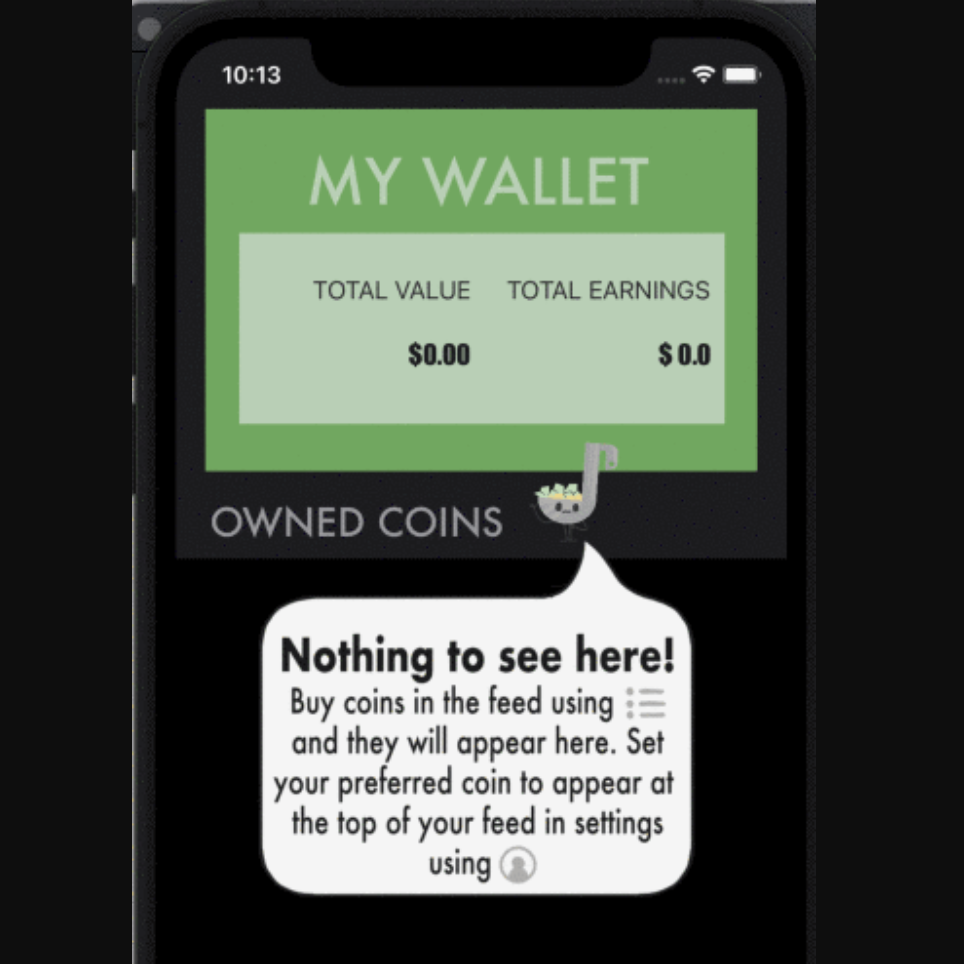 10:13
MY WALLET
TOTAL VALUE TOTAL EARNINGS
$0.00 $ 0.0
OWNED COINS
Nothing to see here!
Buy coins in the feed using
and they will appear here. Set
your preferred coin to appear at
the top of your feed in settings
using